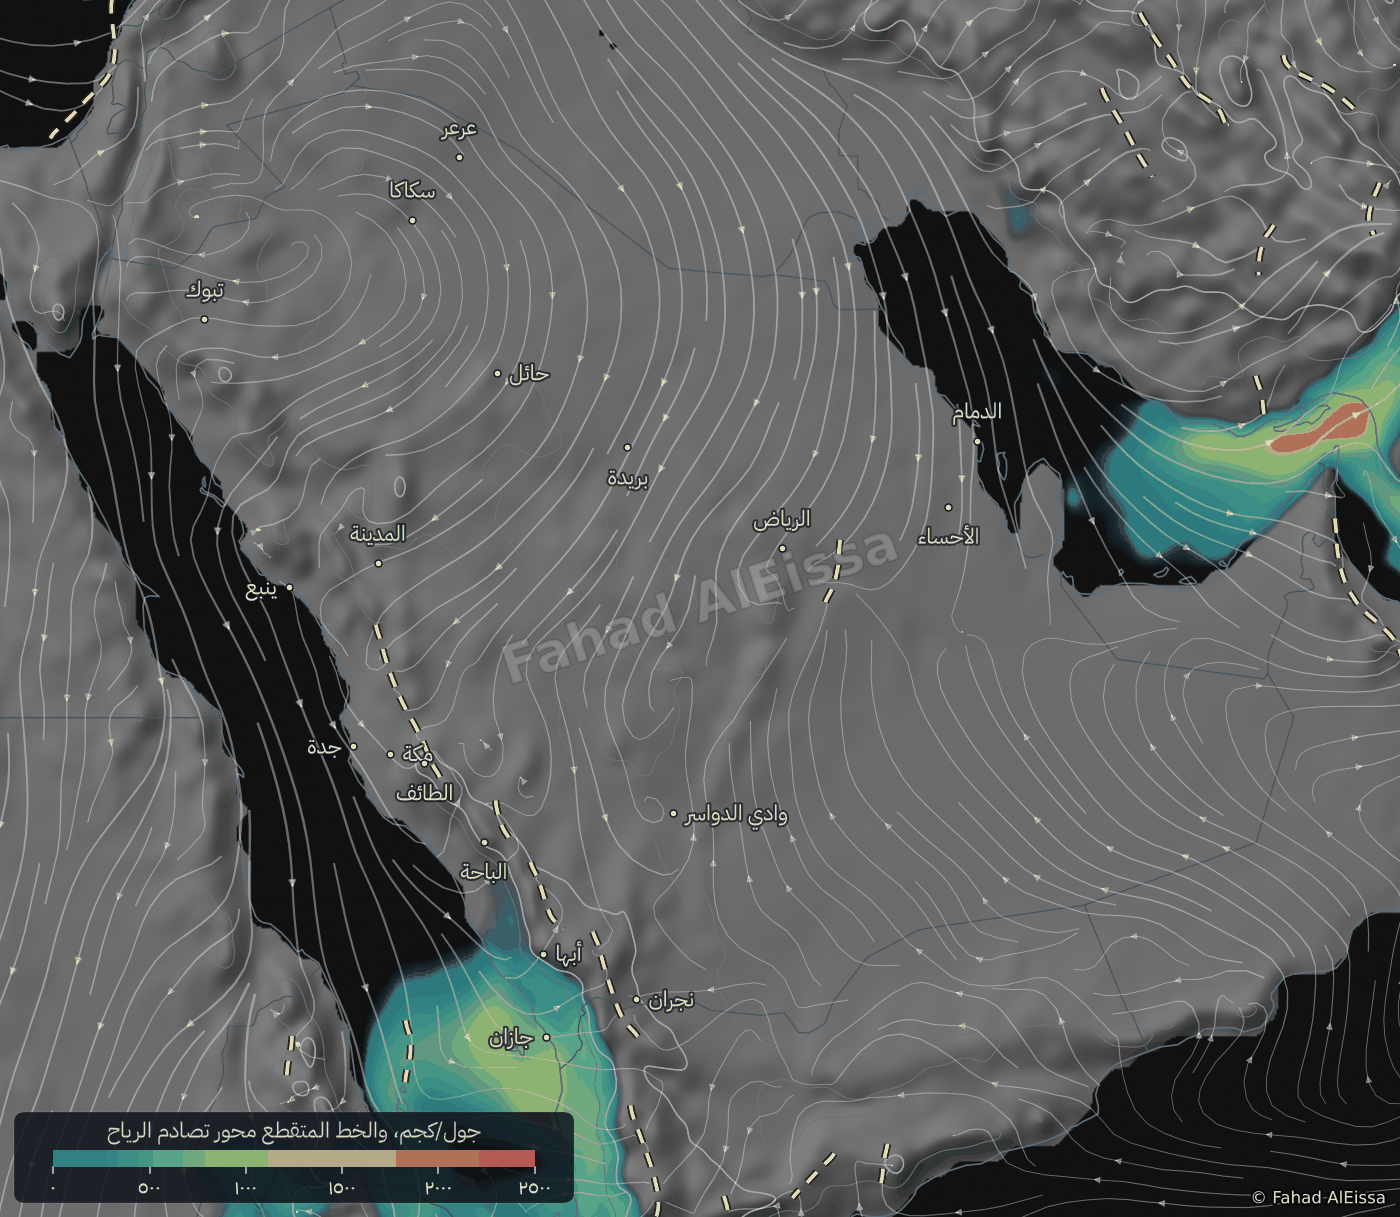 عرعر
سكاكا
تبوك
حائل
الدمام
بريدة
الرياض
الأحساء
المدينة
ينبع
Fahad AlEissa
جدة
مكة
الطائف
وادي الدواسر
الباحة
أبها
نجران
جازان
جول/كجم، والخط المتقطع محور تصادم الرياح
٠ ٥٠٠ ١٠٠٠ ١٥٠٠ ٢٠٠٠ ٢٥٠٠
© Fahad AlEissa